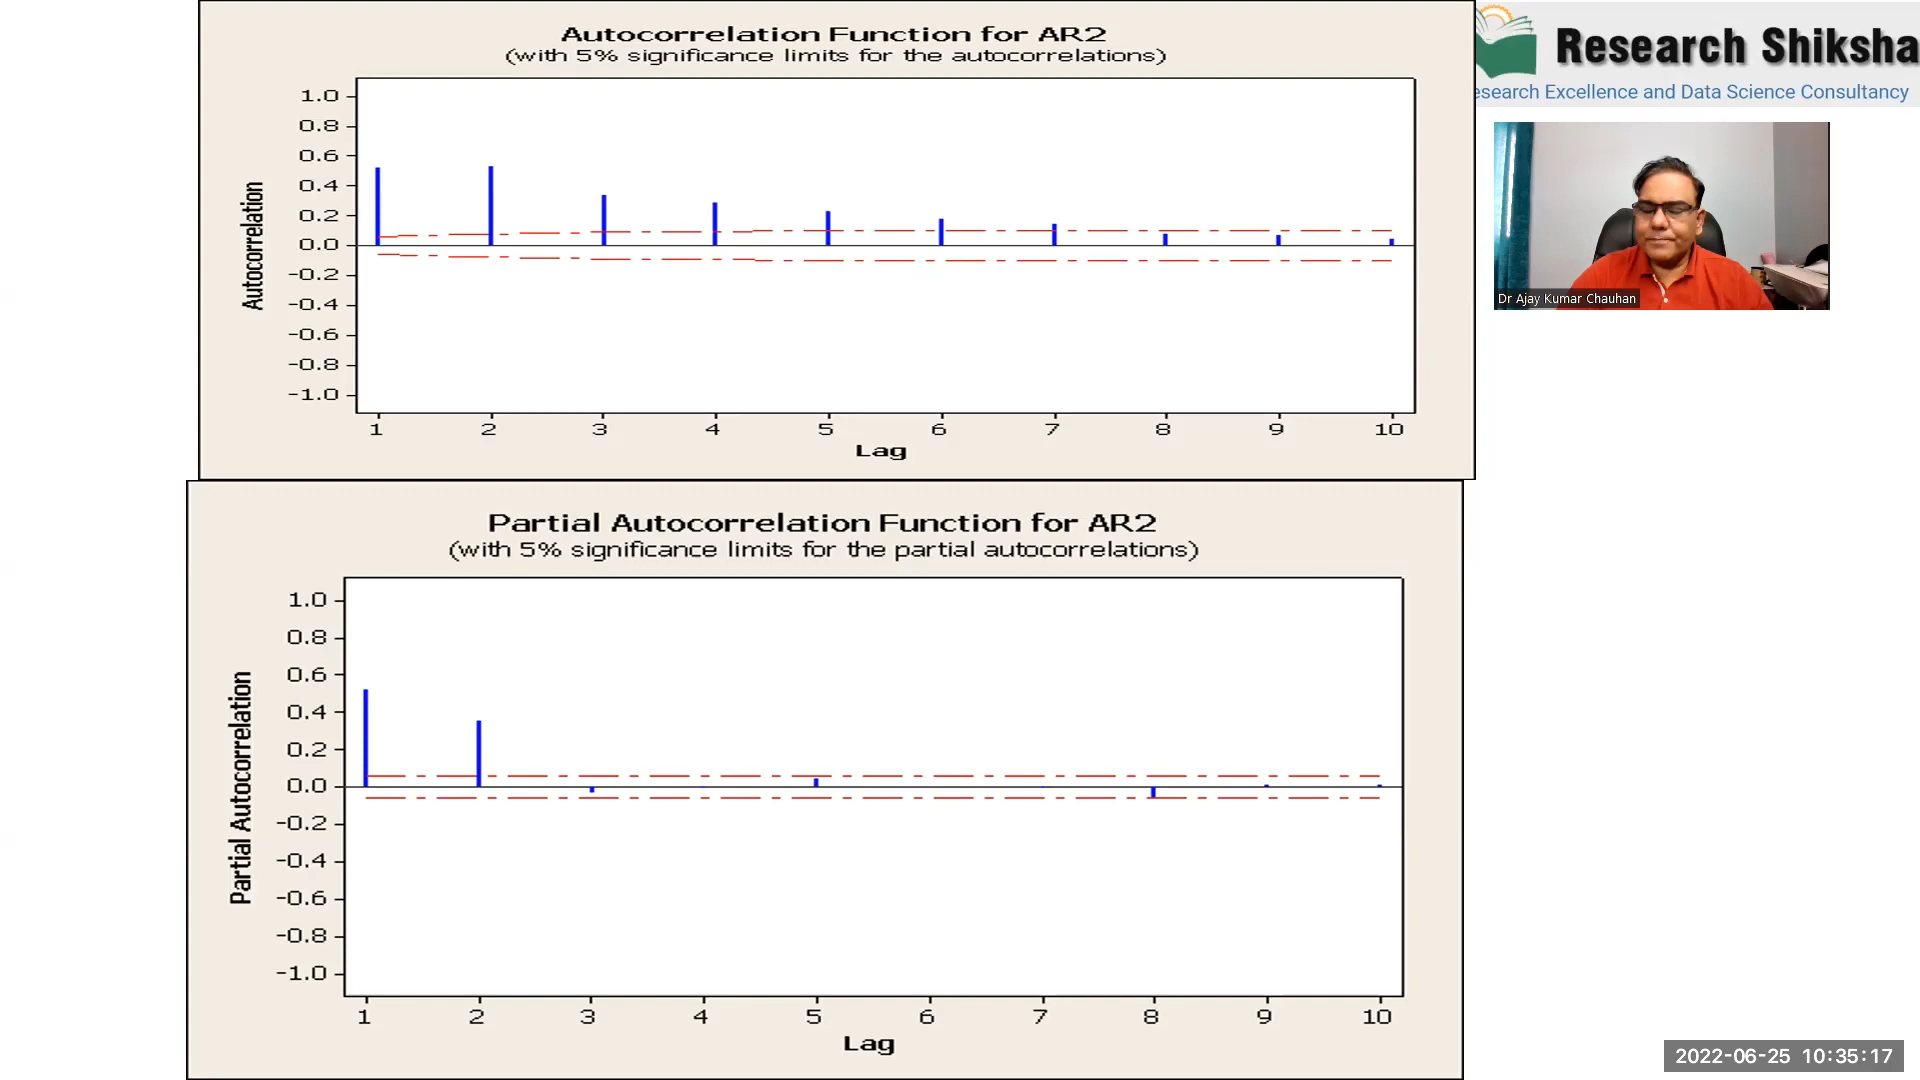 Autocorrelation Function for AR2
(with 5% significance limits for the autocorrelations)
1.0
0.8
0.6
0.4
0.2
0.0
-0.2
-0.4
-0.6
-0.8
-1.0
Autocorrelation
1 2 3 4 5 6 7 8 9 10
Lag
Research Shiksha
esearch Excellence and Data Science Consultancy
Dr Ajay Kumar Chauhan
Partial Autocorrelation Function for AR2
(with 5% significance limits for the partial autocorrelations)
1.0
0.8
0.6
0.4
0.2
0.0
-0.2
-0.4
-0.6
-0.8
-1.0
Partial Autocorrelation
1 2 3 4 5 6 7 8 9 10
Lag
2022-06-25 10:35:17